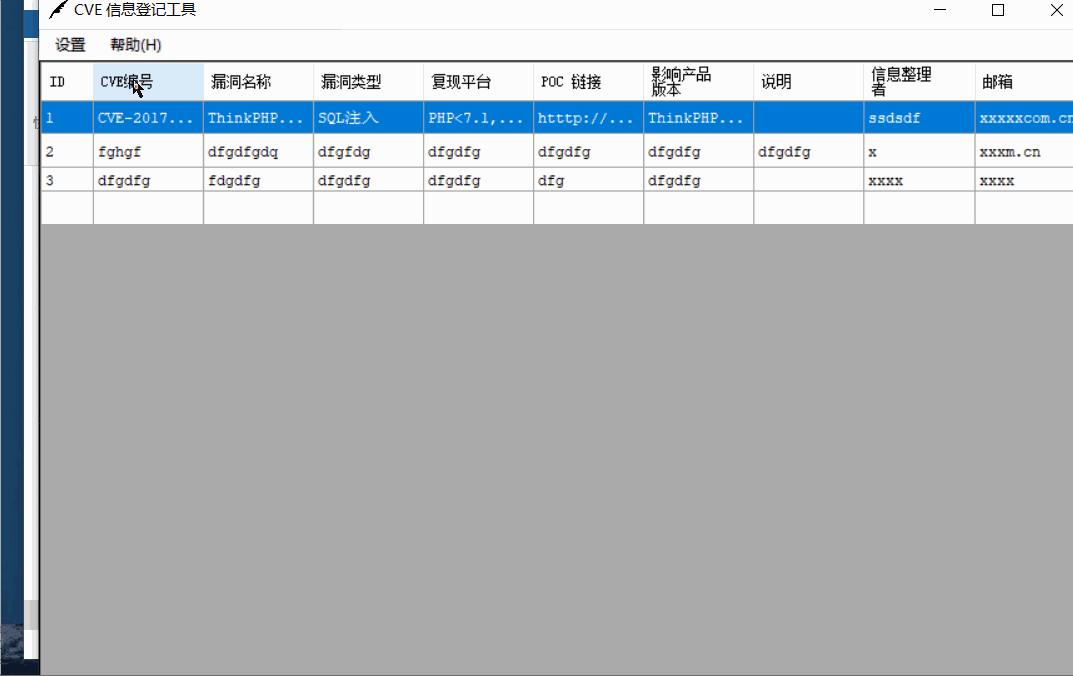 CVE 信息登记工具
设置 帮助(H)
ID CVE编号 漏洞名称 漏洞类型 复现平台 POC 链接 影响产品版本 说明 信息整理者 邮箱
1 CVE-2017... ThinkPHP... SQL注入 PHP<7.1,... htttp://... ThinkPHP... ssdsdf xxxxxcom.cn
2 fghgf dfgdfgdq dfgfdg dfgdfg dfgdfg dfgdfg dfgdfg x xxxm.cn
3 dfgdfg fdgdfg dfgdfg dfgdfg dfg dfgdfg xxxx xxxx